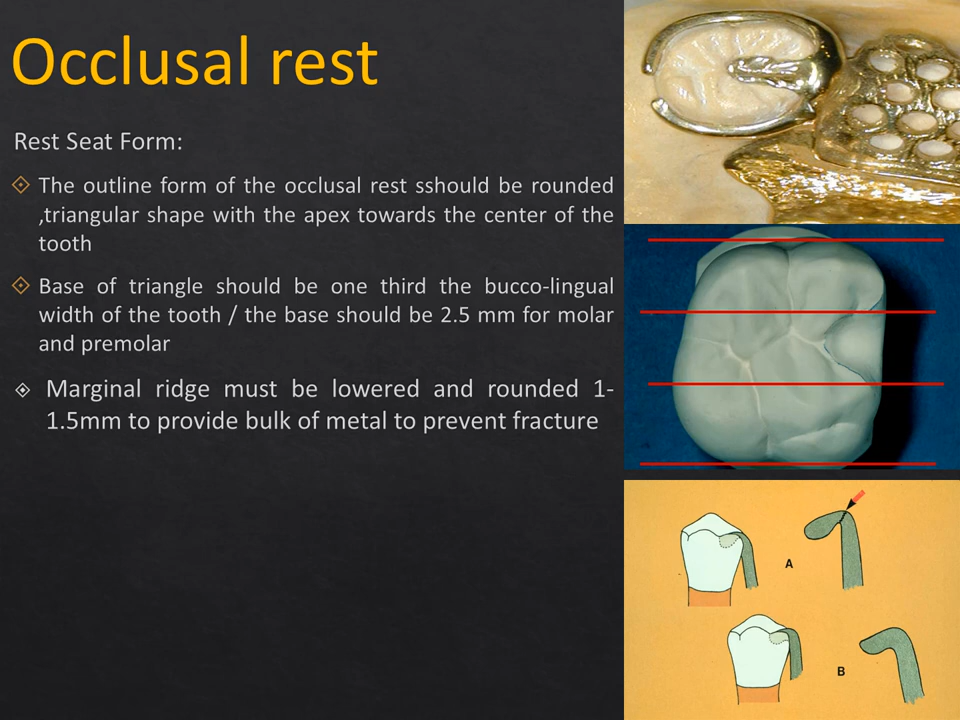 Occlusal rest
Rest Seat Form:
The outline form of the occlusal rest sshould be rounded
,triangular shape with the apex towards the center of the
tooth
Base of triangle should be one third the bucco-lingual
width of the tooth / the base should be 2.5 mm for molar
and premolar
Marginal ridge must be lowered and rounded 1-
1.5mm to provide bulk of metal to prevent fracture
A
B